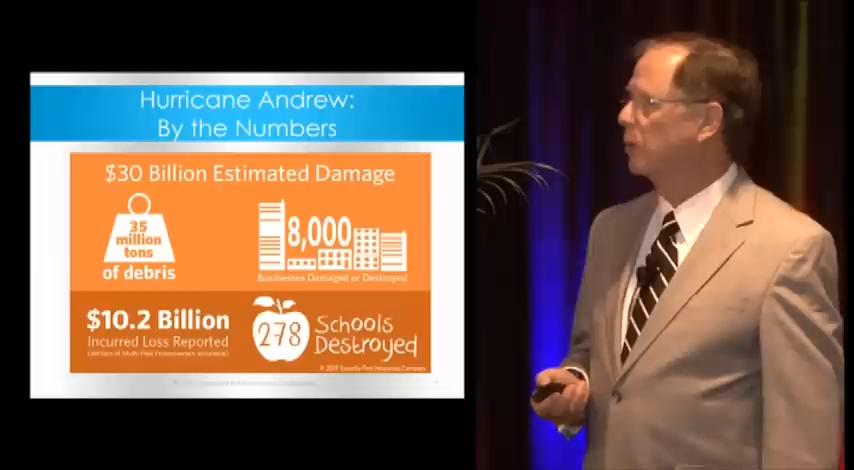 Hurricane Andrew:
By the Numbers
$30 Billion Estimated Damage
35
million
tons
of debris
8,000
Businesses Damaged or Destroyed
$10.2 Billion
Incurred Loss Reported
278
Schools
Destroyed